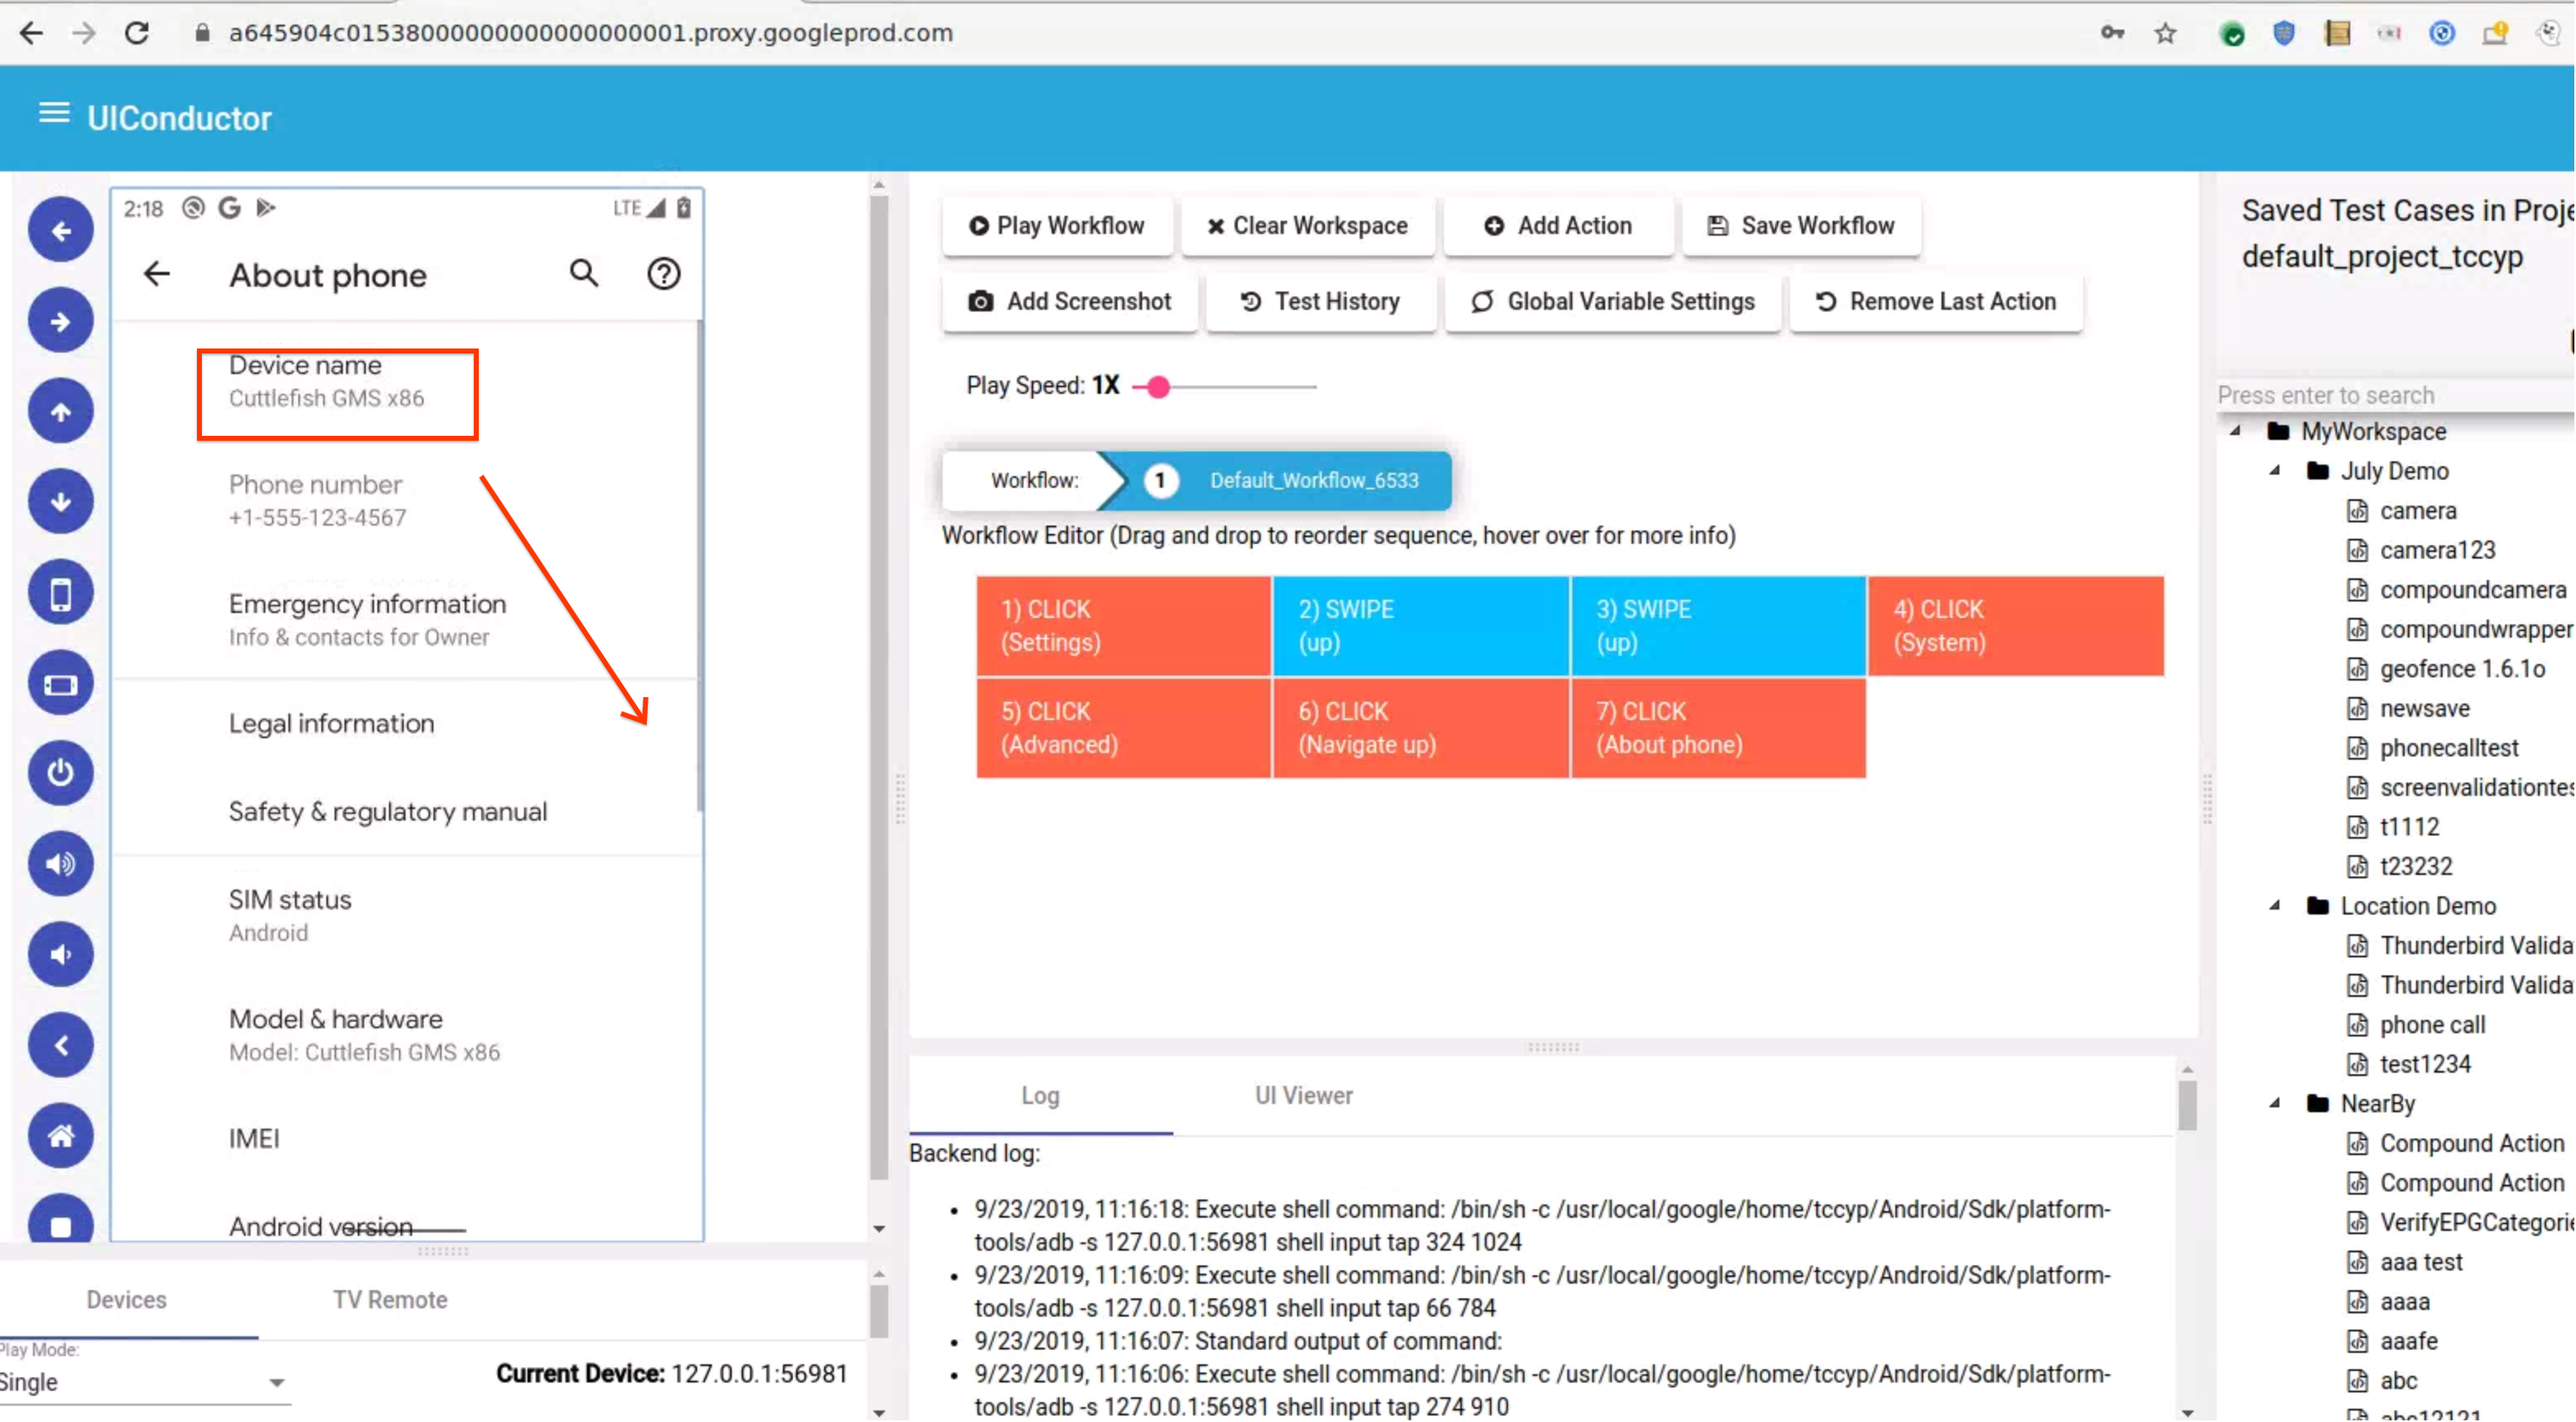 a645904c01538000000000000000001.proxy.googleprod.com
UIConductor
2:18
LTE
About phone
Device name
Cuttlefish GMS x86
Phone number
+1-555-123-4567
Emergency information
Info & contacts for Owner
Legal information
Safety & regulatory manual
SIM status
Android
Model & hardware
Model: Cuttlefish GMS x86
IMEI
Android version
Devices
TV Remote
Play Mode:
Single
Current Device: 127.0.0.1:56981
Play Workflow
Clear Workspace
Add Action
Save Workflow
Add Screenshot
Test History
Global Variable Settings
Remove Last Action
Play Speed: 1X
Workflow:
1
Default_Workflow_6533
Workflow Editor (Drag and drop to reorder sequence, hover over for more info)
1) CLICK
(Settings)
2) SWIPE
(up)
3) SWIPE
(up)
4) CLICK
(System)
5) CLICK
(Advanced)
6) CLICK
(Navigate up)
7) CLICK
(About phone)
Log
UI Viewer
Backend log:
9/23/2019, 11:16:18: Execute shell command: /bin/sh -c /usr/local/google/home/tccyp/Android/Sdk/platform-
tools/adb -s 127.0.0.1:56981 shell input tap 324 1024
9/23/2019, 11:16:09: Execute shell command: /bin/sh -c /usr/local/google/home/tccyp/Android/Sdk/platform-
tools/adb -s 127.0.0.1:56981 shell input tap 66 784
9/23/2019, 11:16:07: Standard output of command:
9/23/2019, 11:16:06: Execute shell command: /bin/sh -c /usr/local/google/home/tccyp/Android/Sdk/platform-
tools/adb -s 127.0.0.1:56981 shell input tap 274 910
Saved Test Cases in Proje
default_project_tccyp
Press enter to search
MyWorkspace
July Demo
camera
camera123
compoundcamera
compoundwrapper
geofence 1.6.1o
newsave
phonecalltest
screenvalidationtes
t1112
t23232
Location Demo
Thunderbird Valida
Thunderbird Valida
phone call
test1234
NearBy
Compound Action
Compound Action
VerifyEPGCategorie
aaa test
aaaa
aaafe
abc
abc12121